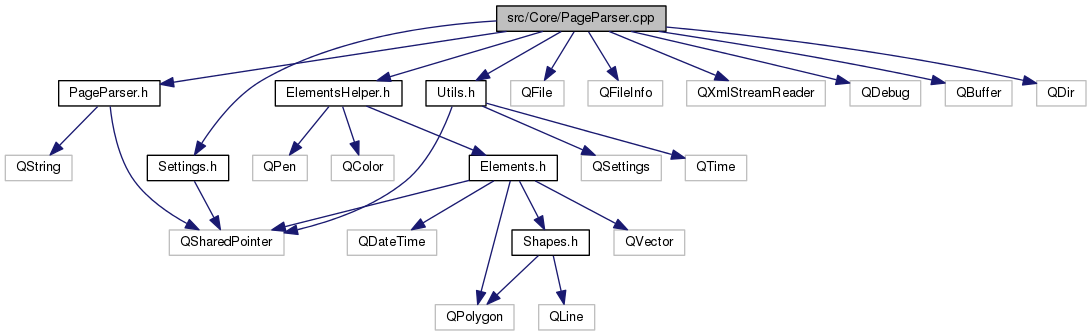 src/Core/PageParser.cpp
PageParser.h
ElementsHelper.h
Utils.h
QFile
QFileInfo
QXmlStreamReader
QDebug
QBuffer
QDir
QString
Settings.h
QPen
QColor
Elements.h
QSettings
QTime
QSharedPointer
QDateTime
Shapes.h
QVector
QPolygon
QLine